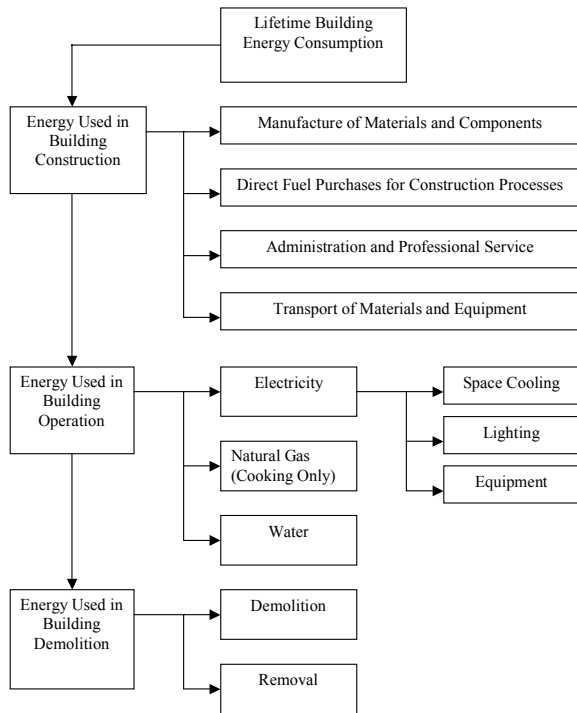 Lifetime Building
Energy Consumption
Energy Used in
Building
Construction
Manufacture of Materials and Components
Direct Fuel Purchases for Construction Processes
Administration and Professional Service
Transport of Materials and Equipment
Energy Used in
Building
Operation
Electricity
Space Cooling
Lighting
Equipment
Natural Gas
(Cooking Only)
Water
Energy Used in
Building
Demolition
Demolition
Removal